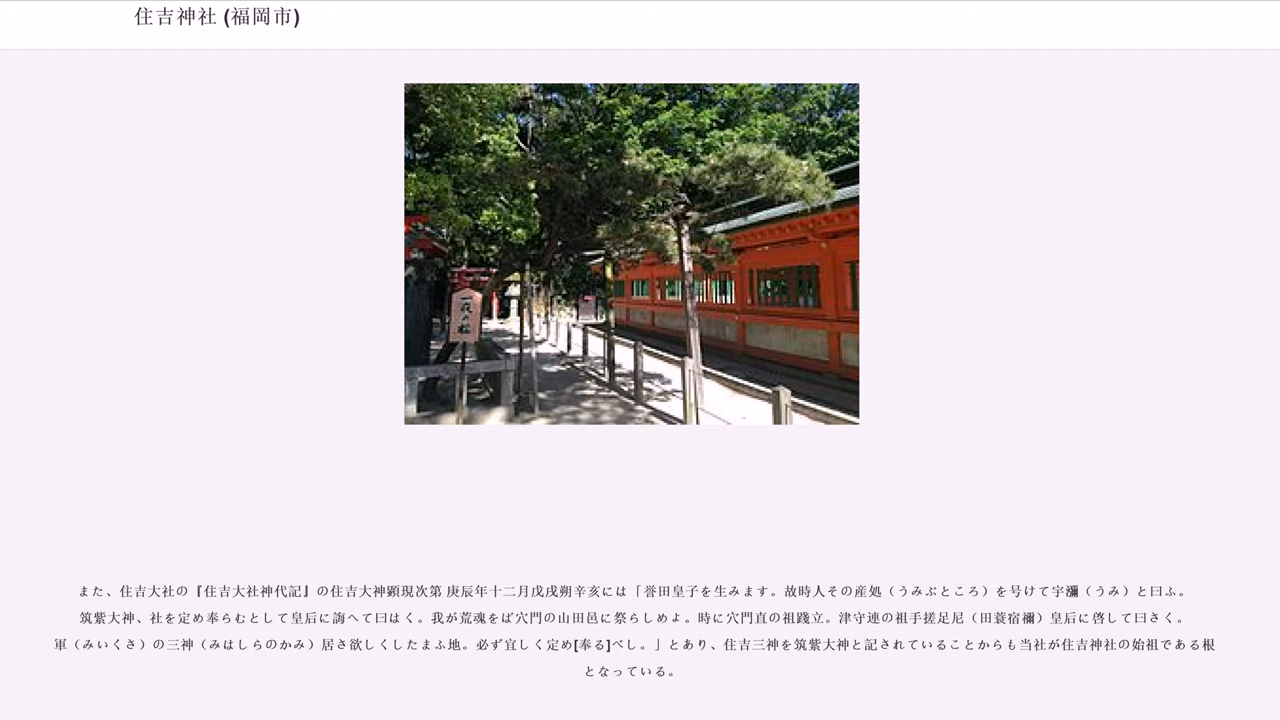 住吉神社 (福岡市)
一夜の松
また、住吉大社の『住吉大社神代記』の住吉大神顕現次第 庚辰年十二月戊戌朔辛亥には「誉田皇子を生みます。故時人その産処（うみぶところ）を号けて宇瀰（うみ）と曰ふ。
筑紫大神、社を定め奉らむとして皇后に誨へて曰はく。我が荒魂をば穴門の山田邑に祭らしめよ。時に穴門直の祖踐立。津守連の祖手搓足尼（田蓑宿禰）皇后に啓して曰さく。
軍（みいくさ）の三神（みはしらのかみ）居さ欲しくしたまふ地。必ず宜しく定め[奉る]べし。」とあり、住吉三神を筑紫大神と記されていることからも当社が住吉神社の始祖である根
となっている。